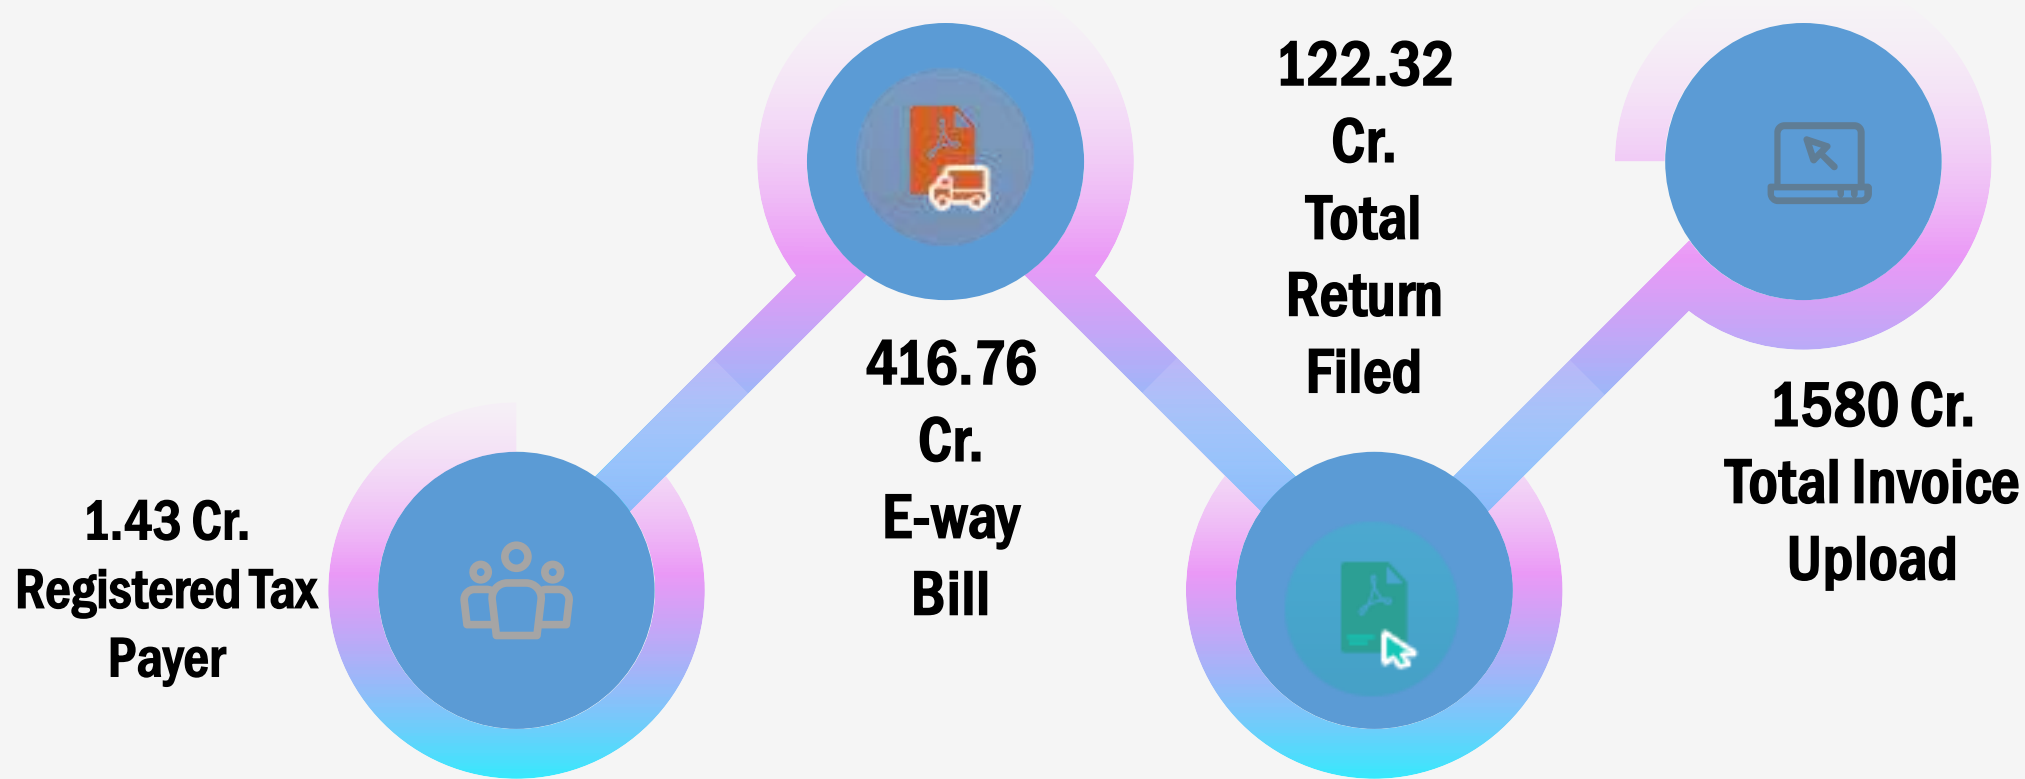 1.43 Cr.
Registered Tax
Payer
416.76
Cr.
E-way
Bill
122.32
Cr.
Total
Return
Filed
1580 Cr.
Total Invoice
Upload